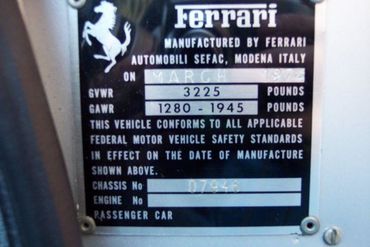 Ferrari
MANUFACTURED BY FERRARI
AUTOMOBILI SEFAC, MODENA ITALY
ON MARCH
GVWR 3225 POUNDS
GAWR 1280 - 1945 POUNDS
THIS VEHICLE CONFORMS TO ALL APPLICABLE
FEDERAL MOTOR VEHICLE SAFETY STANDARDS
IN EFFECT ON THE DATE OF MANUFACTURE
SHOWN ABOVE.
CHASSIS No 07946
ENGINE No
PASSENGER CAR